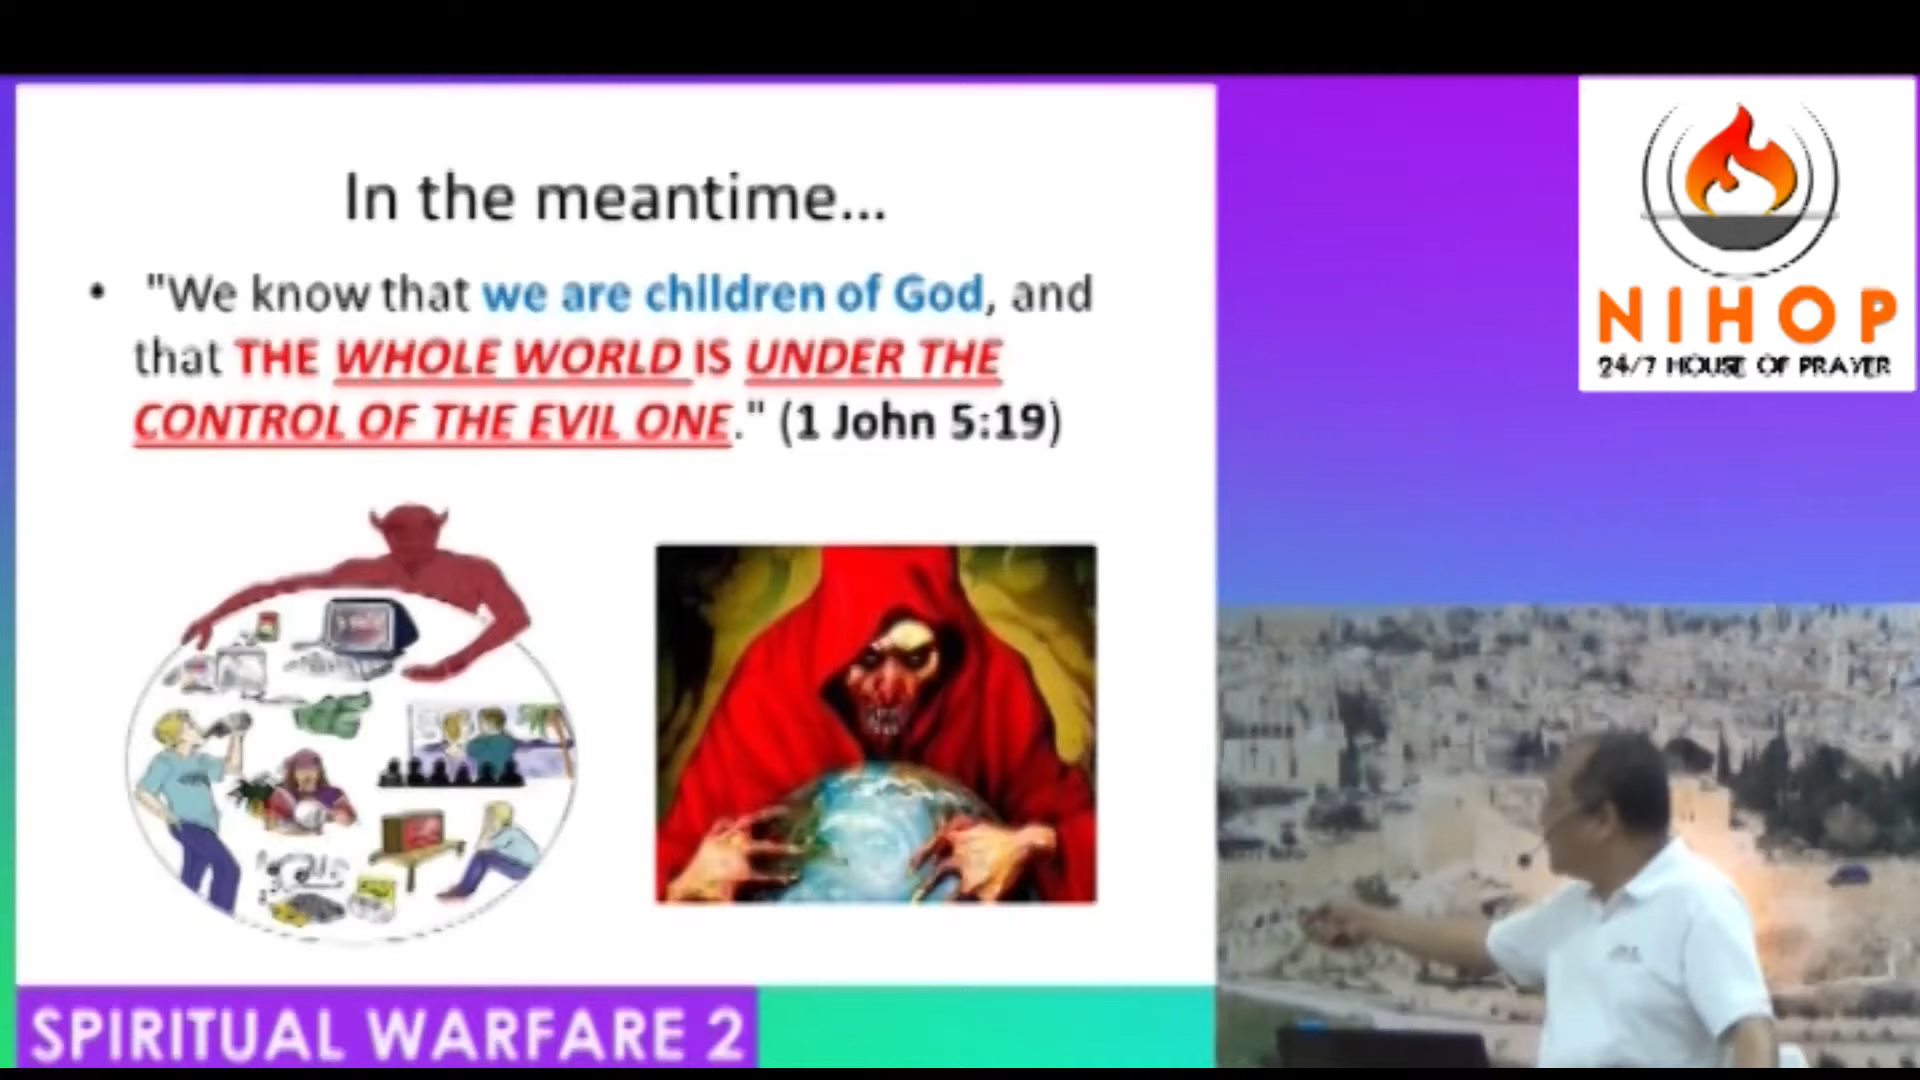 In the meantime...
• "We know that we are children of God, and
that THE WHOLE WORLD IS UNDER THE
CONTROL OF THE EVIL ONE." (1 John 5:19)
NIHOP
24/7 HOUSE OF PRAYER
SPIRITUAL WARFARE 2